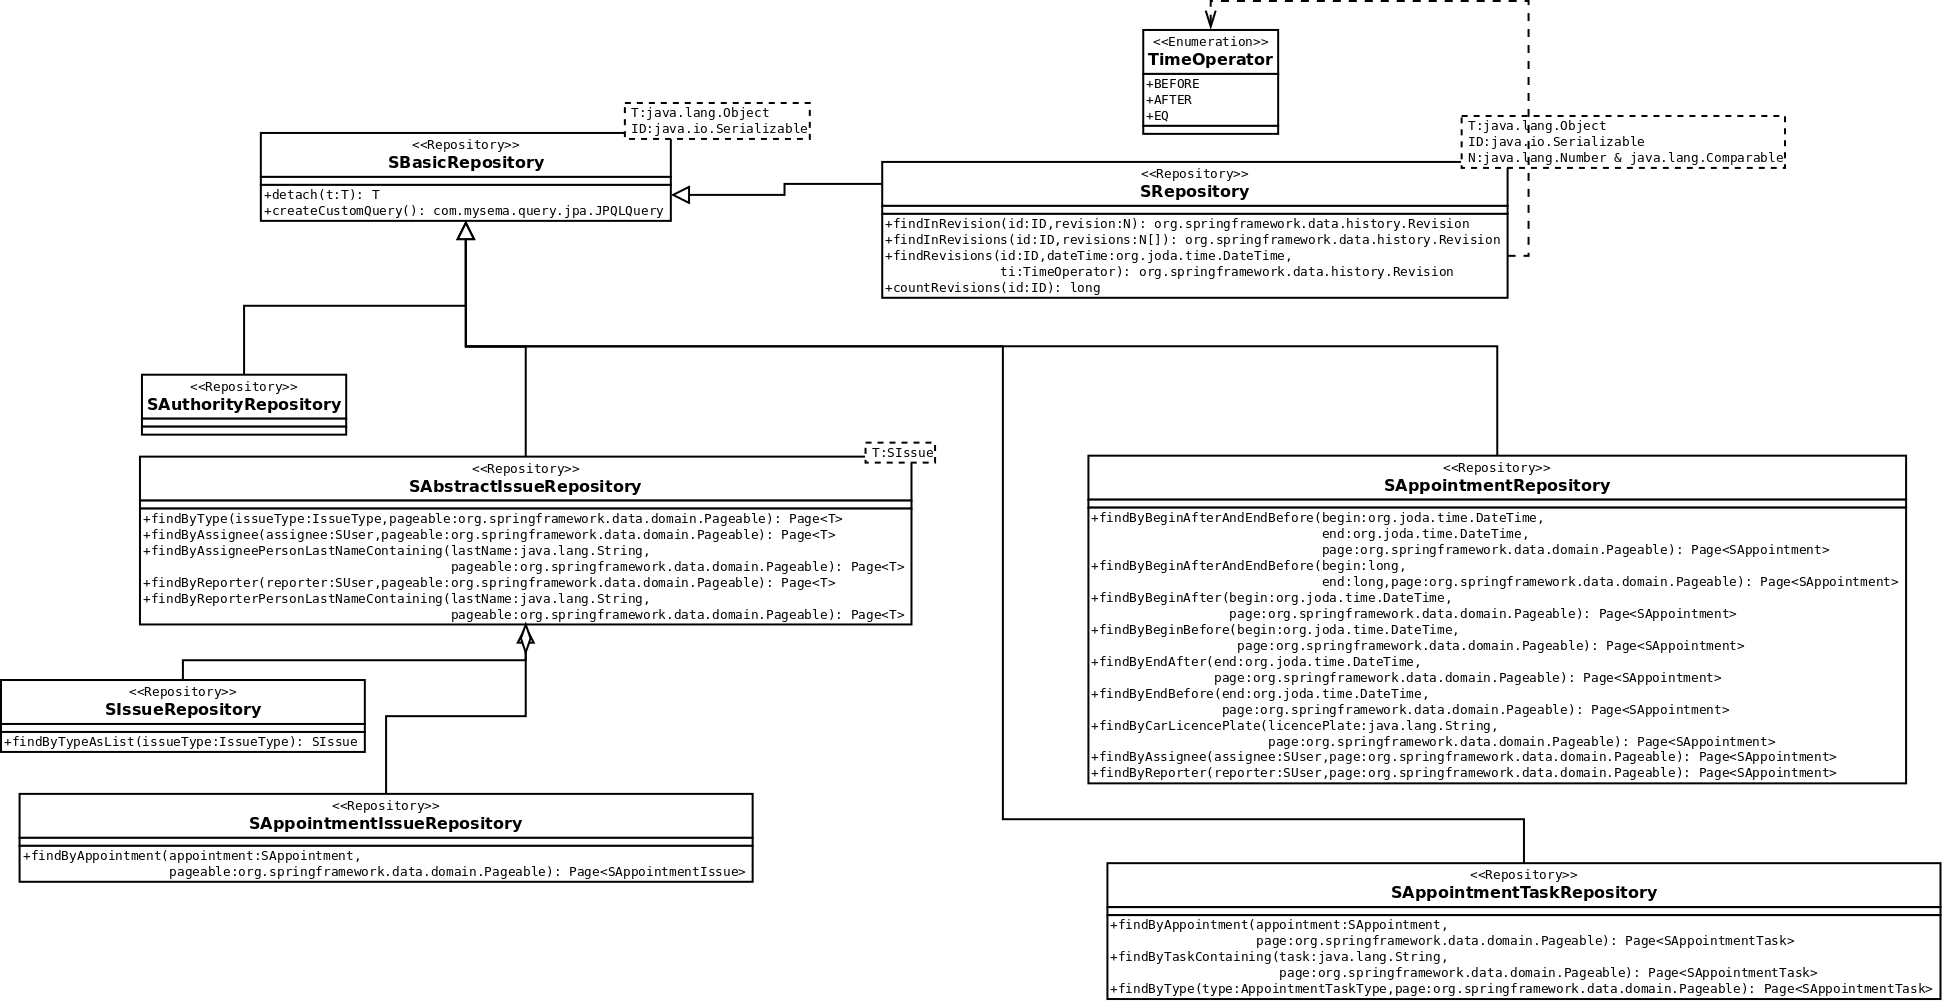 <<Enumeration>>
TimeOperator
+BEFORE
+AFTER
+EQ
T:java.lang.Object
ID:java.io.Serializable
<<Repository>>
SBasicRepository
+detach(t:T): T
+createCustomQuery(): com.mysema.query.jpa.JPQLQuery
T:java.lang.Object
ID:java.io.Serializable
N:java.lang.Number & java.lang.Comparable
<<Repository>>
SRepository
+findInRevision(id:ID,revision:N): org.springframework.data.history.Revision
+findInRevisions(id:ID,revisions:N[]): org.springframework.data.history.Revision
+findRevisions(id:ID,dateTime:org.joda.time.DateTime,
ti:TimeOperator): org.springframework.data.history.Revision
+countRevisions(id:ID): long
<<Repository>>
SAuthorityRepository
T:SIssue
<<Repository>>
SAbstractIssueRepository
+findByType(issueType:IssueType,pageable:org.springframework.data.domain.Pageable): Page<T>
+findByAssignee(assignee:SUser,pageable:org.springframework.data.domain.Pageable): Page<T>
+findByAssigneePersonLastNameContaining(lastName:java.lang.String,
pageable:org.springframework.data.domain.Pageable): Page<T>
+findByReporter(reporter:SUser,pageable:org.springframework.data.domain.Pageable): Page<T>
+findByReporterPersonLastNameContaining(lastName:java.lang.String,
pageable:org.springframework.data.domain.Pageable): Page<T>
<<Repository>>
SAppointmentRepository
+findByBeginAfterAndEndBefore(begin:org.joda.time.DateTime,
end:org.joda.time.DateTime,
page:org.springframework.data.domain.Pageable): Page<SAppointment>
+findByBeginAfterAndEndBefore(begin:long,
end:long,page:org.springframework.data.domain.Pageable): Page<SAppointment>
+findByBeginAfter(begin:org.joda.time.DateTime,
page:org.springframework.data.domain.Pageable): Page<SAppointment>
+findByBeginBefore(begin:org.joda.time.DateTime,
page:org.springframework.data.domain.Pageable): Page<SAppointment>
+findByEndAfter(end:org.joda.time.DateTime,
page:org.springframework.data.domain.Pageable): Page<SAppointment>
+findByEndBefore(end:org.joda.time.DateTime,
page:org.springframework.data.domain.Pageable): Page<SAppointment>
+findByCarLicencePlate(licencePlate:java.lang.String,
page:org.springframework.data.domain.Pageable): Page<SAppointment>
+findByAssignee(assignee:SUser,page:org.springframework.data.domain.Pageable): Page<SAppointment>
+findByReporter(reporter:SUser,page:org.springframework.data.domain.Pageable): Page<SAppointment>
<<Repository>>
SIssueRepository
+findByTypeAsList(issueType:IssueType): SIssue
<<Repository>>
SAppointmentIssueRepository
+findByAppointment(appointment:SAppointment,
pageable:org.springframework.data.domain.Pageable): Page<SAppointmentIssue>
<<Repository>>
SAppointmentTaskRepository
+findByAppointment(appointment:SAppointment,
page:org.springframework.data.domain.Pageable): Page<SAppointmentTask>
+findByTaskContaining(task:java.lang.String,
page:org.springframework.data.domain.Pageable): Page<SAppointmentTask>
+findByType(type:AppointmentTaskType,page:org.springframework.data.domain.Pageable): Page<SAppointmentTask>